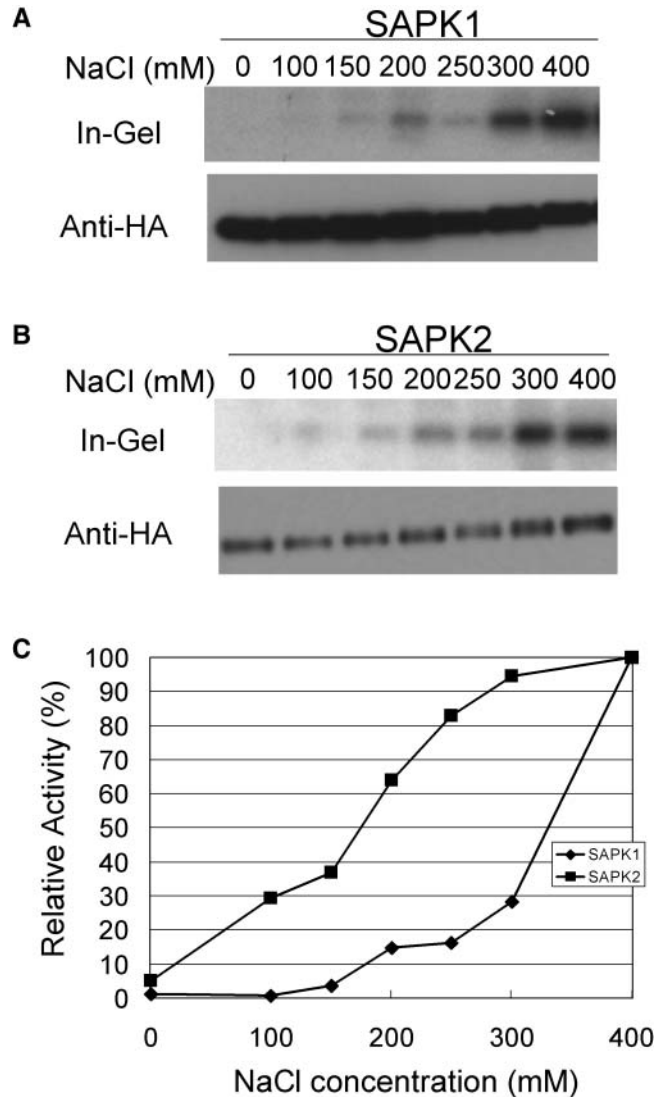 A
SAPK1
NaCl (mM) 0 100 150 200 250 300 400
In-Gel
Anti-HA
B
SAPK2
NaCl (mM) 0 100 150 200 250 300 400
In-Gel
Anti-HA
C
100
90
80
70
60
50
40
30
20
10
0
Relative Activity (%)
SAPK1
SAPK2
0 100 200 300 400
NaCl concentration (mM)